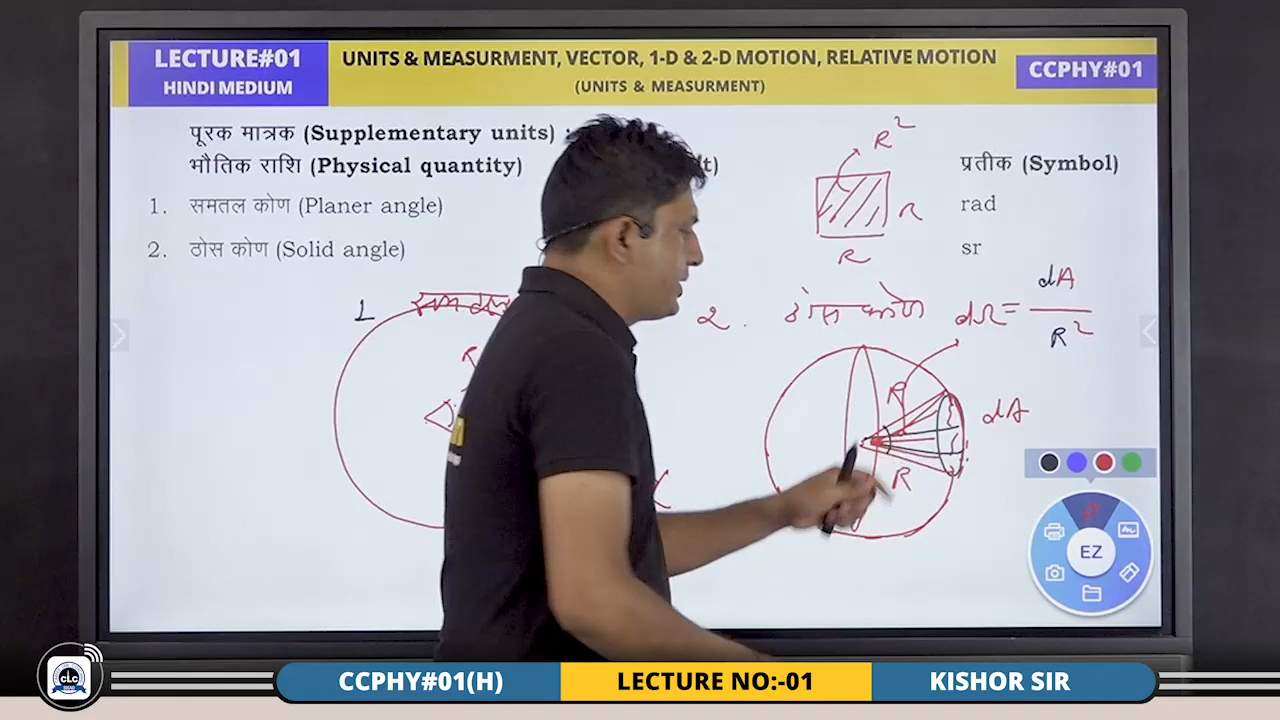 LECTURE#01
HINDI MEDIUM
UNITS & MEASURMENT, VECTOR, 1-D & 2-D MOTION, RELATIVE MOTION
(UNITS & MEASURMENT)
CCPHY#01
पूरक मात्रक (Supplementary units) :
भौतिक राशि (Physical quantity)
प्रतीक (Symbol)
1. समतल कोण (Planer angle)
rad
2. ठोस कोण (Solid angle)
sr
R²
R
R
1
2. ठोस कोण
dΩ = dA / R²
R
dA
R
EZ
CLC
CCPHY#01(H)
LECTURE NO:-01
KISHOR SIR